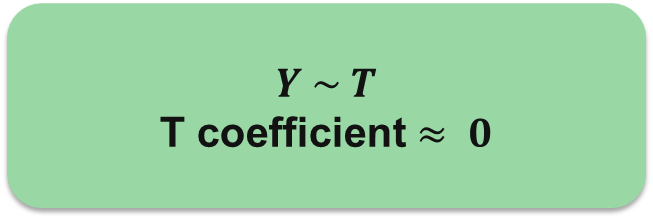 Y ~ T
T coefficient ≈ 0